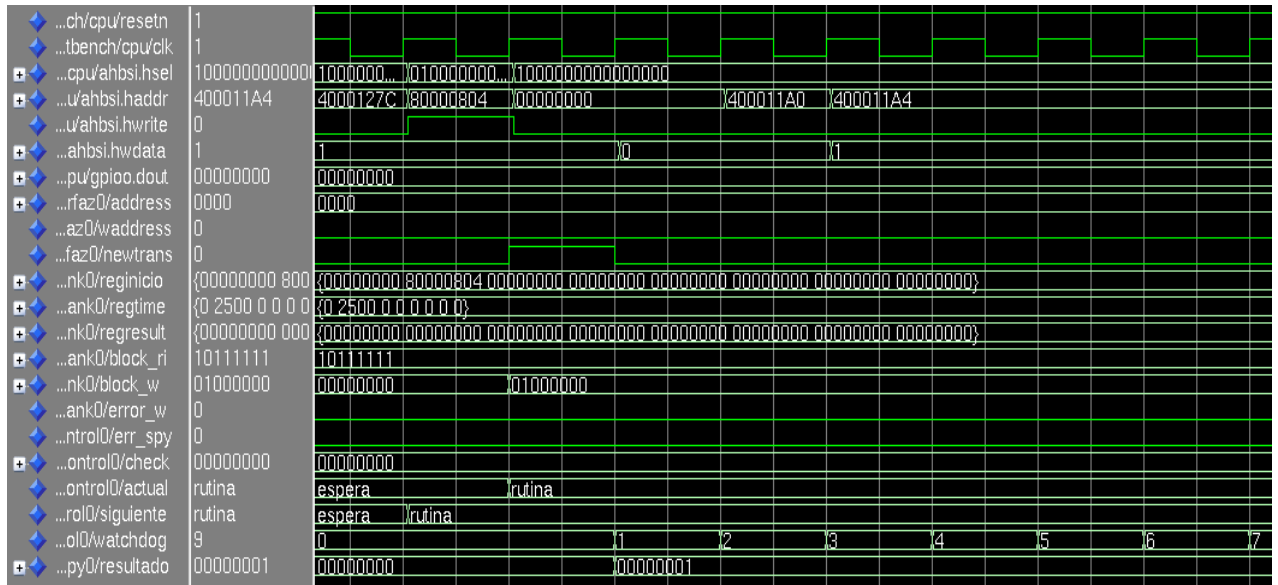 ...ch/cpu/resetn 1
...tbench/cpu/clk 1
...cpu/ahbsi.hsel 1000000000000 1000000... 010000000... 1000000000000000
...u/ahbsi.haddr 400011A4 4000127C 80000804 00000000 400011A0 400011A4
...u/ahbsi.hwrite 0
...ahbsi.hwdata 1 1 0 1
...pu/gpioo.dout 00000000 00000000
...rfaz0/address 0000 0000
...az0/waddress 0
...faz0/newtrans 0
...nk0/reginicio {00000000 800 {00000000 80000804 00000000 00000000 00000000 00000000 00000000 00000000}
...ank0/regtime {0 2500 0 0 0 0 {0 2500 0 0 0 0 0 0}
...nk0/regresult {00000000 000 {00000000 00000000 00000000 00000000 00000000 00000000 00000000 00000000}
...ank0/block_ri 10111111 10111111
...nk0/block_w 01000000 00000000 01000000
...ank0/error_w 0
...ntrol0/err_spy 0
...ontrol0/check 00000000 00000000
...ontrol0/actual rutina espera rutina
...rol0/siguiente rutina espera rutina
...ol0/watchdog 9 0 1 2 3 4 5 6 7
...py0/resultado 00000001 00000000 00000001